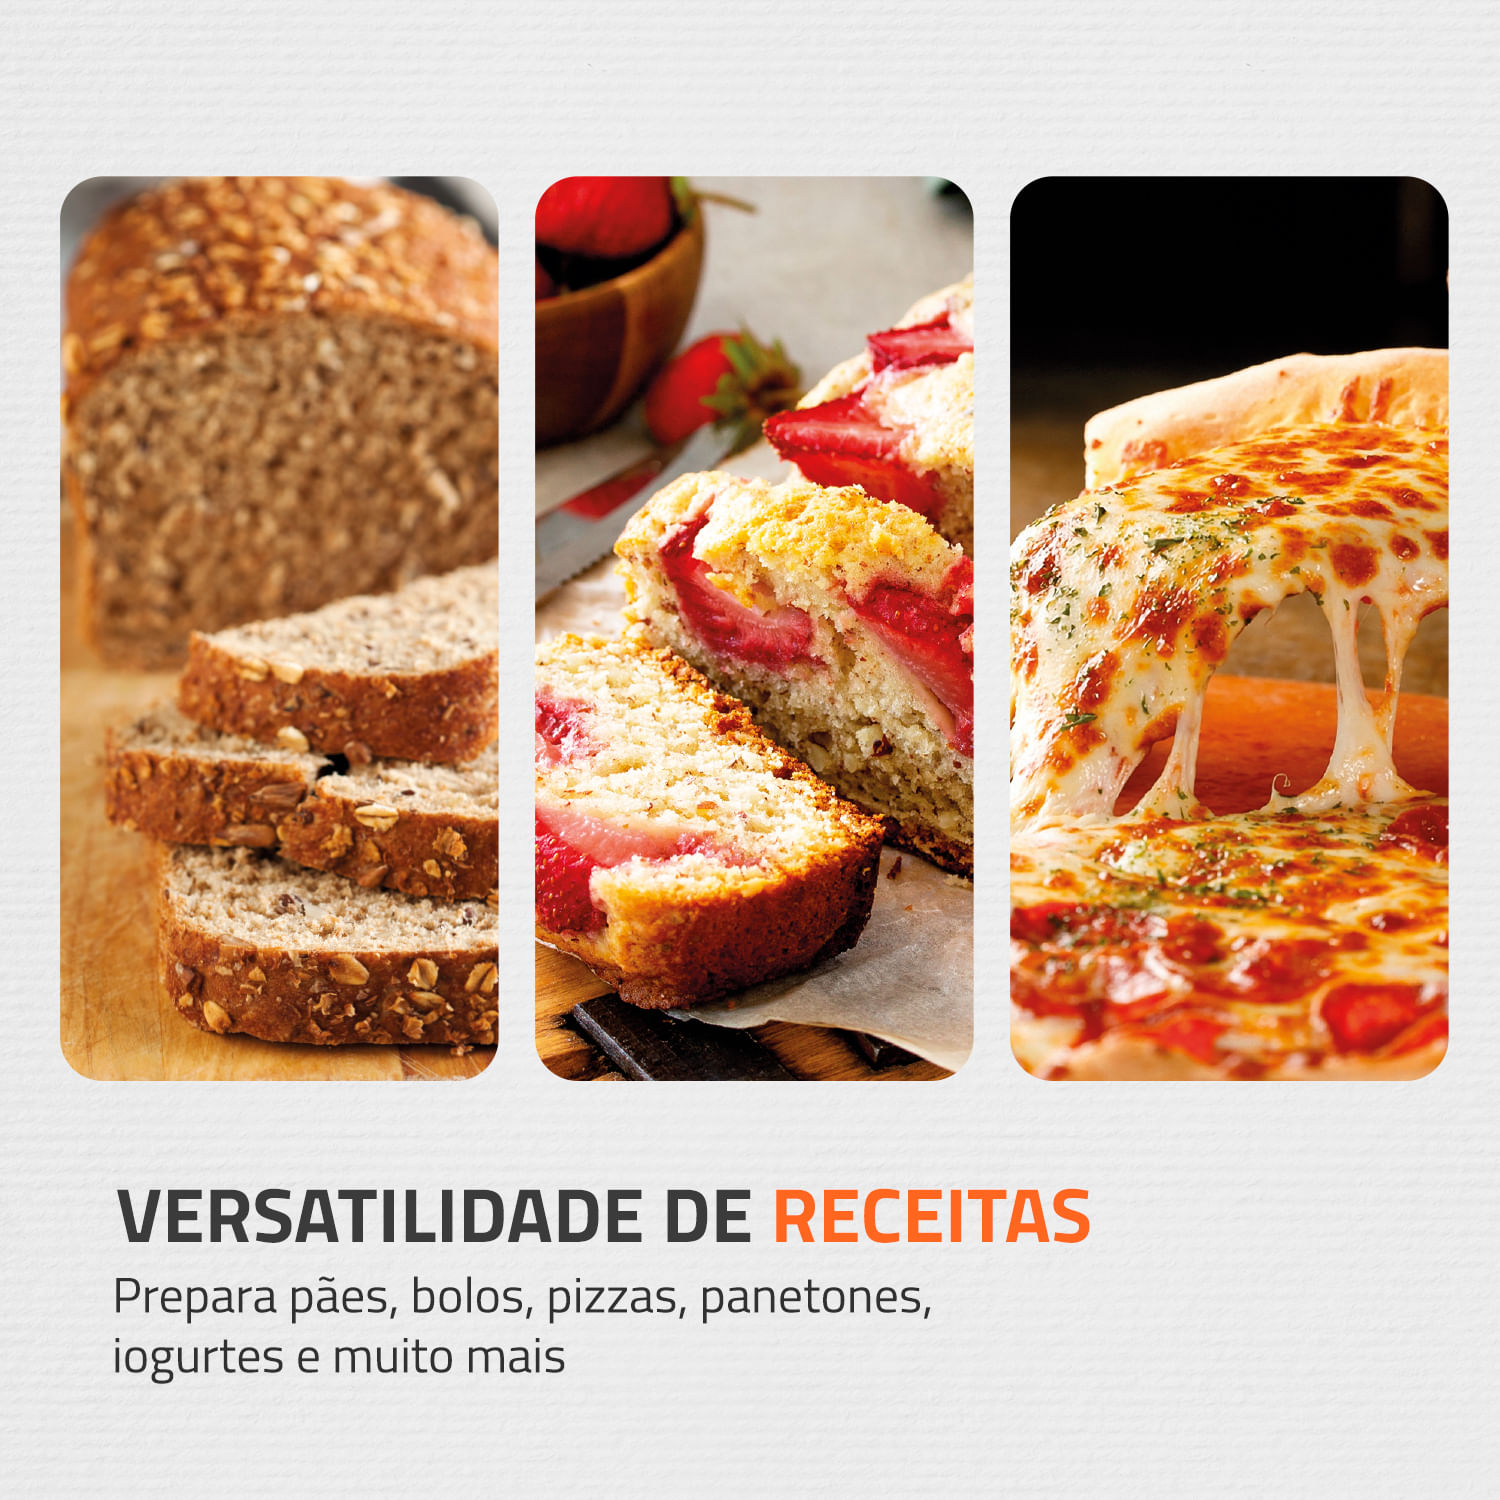 VERSATILIDADE DE RECEITAS
Prepara pães, bolos, pizzas, panetones,
iogurtes e muito mais